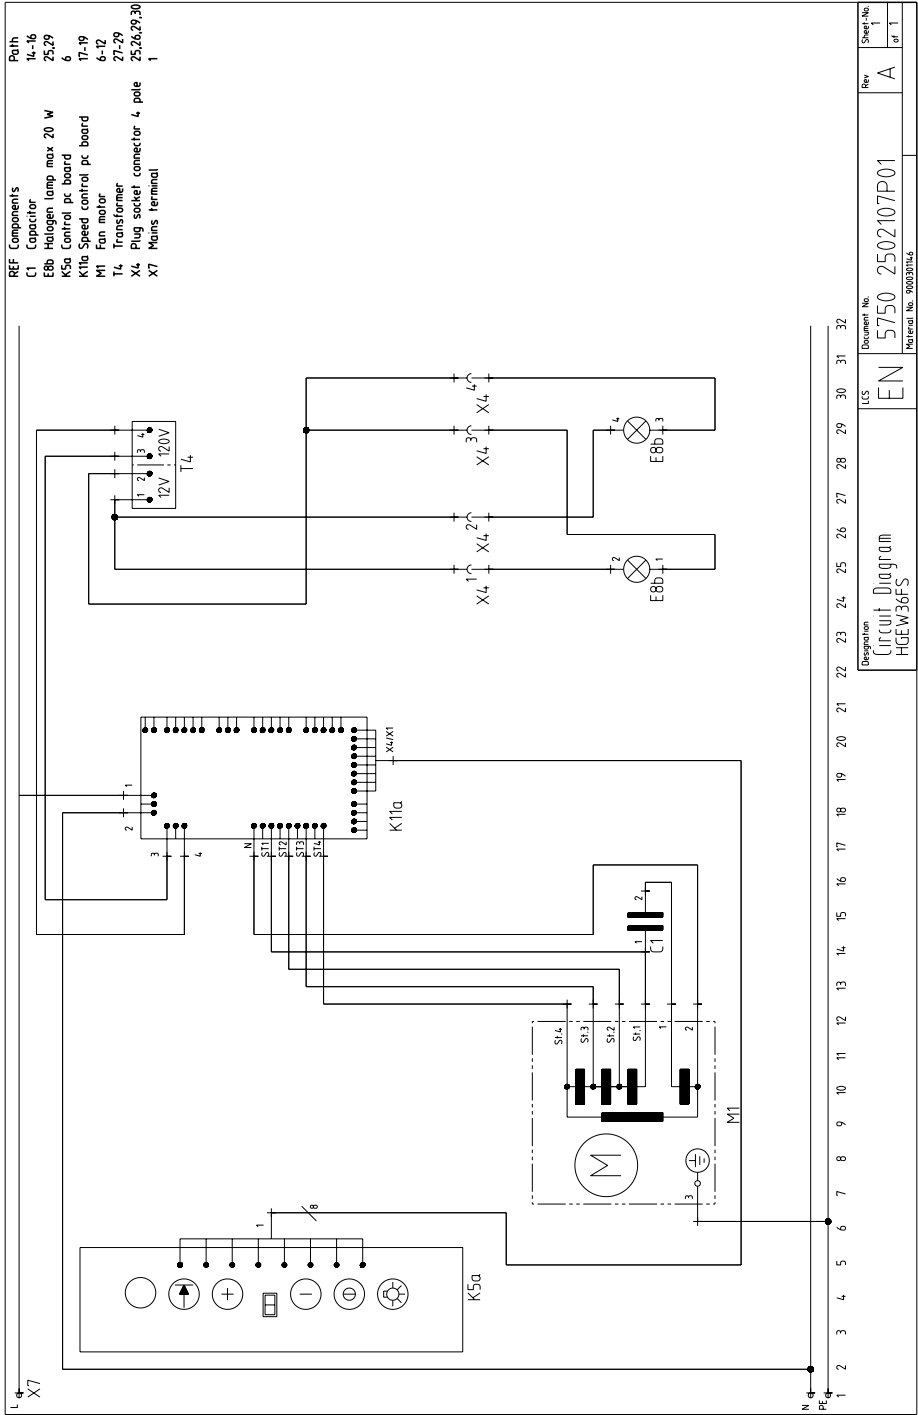 REF Components Path
C1 Capacitor 14-16
E8b Halogen lamp max 20 W 25,29
K5a Control pc board 6
K11a Speed control pc board 17-19
M1 Fan motor 6-12
T4 Transformer 27-29
X4 Plug socket connector 4 pole 25,26,29,30
X7 Mains terminal 1
L
X7
N
PE
K5a
1
8
2
1
3
4
N
ST1
ST2
ST3
ST4
K11a
X4/X1
C1
1
2
St.4
St.3
St.2
St.1
1
2
M
3
M1
1 2 3 4
12V 120V
T4
X4 1
X4 2
X4 3
X4 4
2
E8b
1
4
E8b
3
1 2 3 4 5 6 7 8 9 10 11 12 13 14 15 16 17 18 19 20 21 22 23 24 25 26 27 28 29 30 31 32
Designation
Circuit Diagram
HGEW36FS
LCS
EN
Document No.
5750 2502107P01
Material No. 9000301146
Rev
A
Sheet-No.
1
of 1